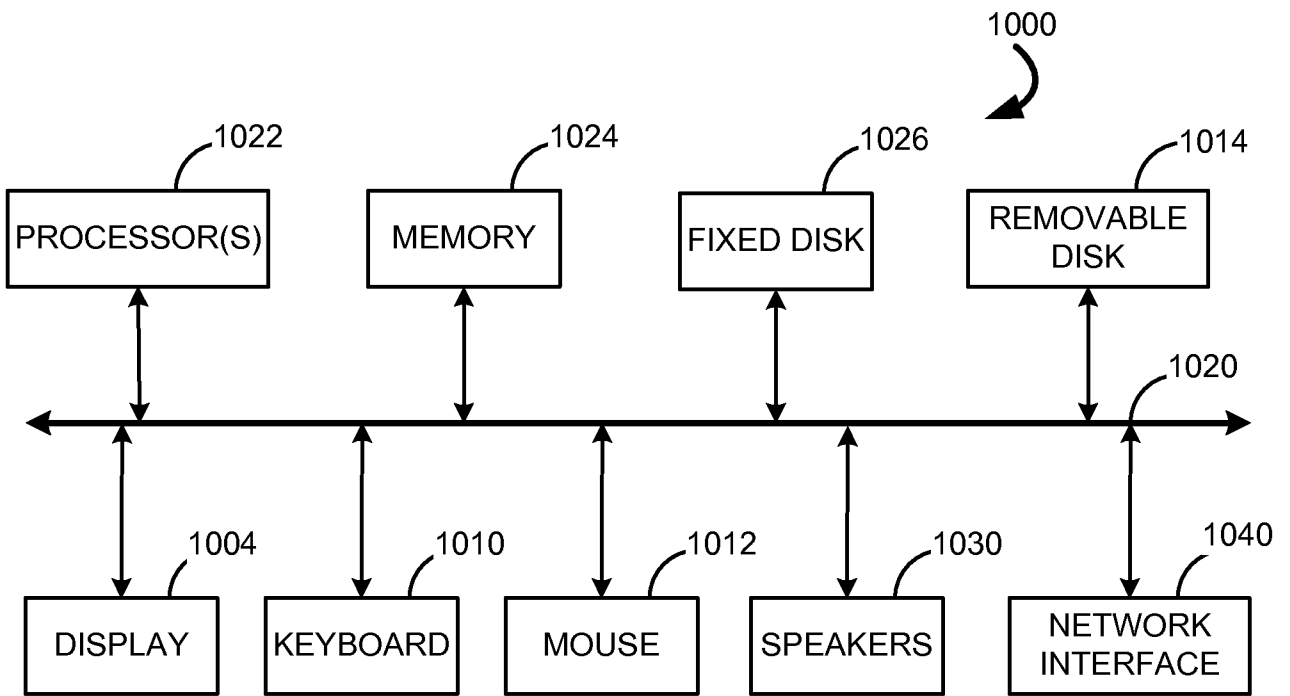 1000
1022
1024
1026
1014
PROCESSOR(S)
MEMORY
FIXED DISK
REMOVABLE
DISK
1020
1004
1010
1012
1030
1040
DISPLAY
KEYBOARD
MOUSE
SPEAKERS
NETWORK
INTERFACE